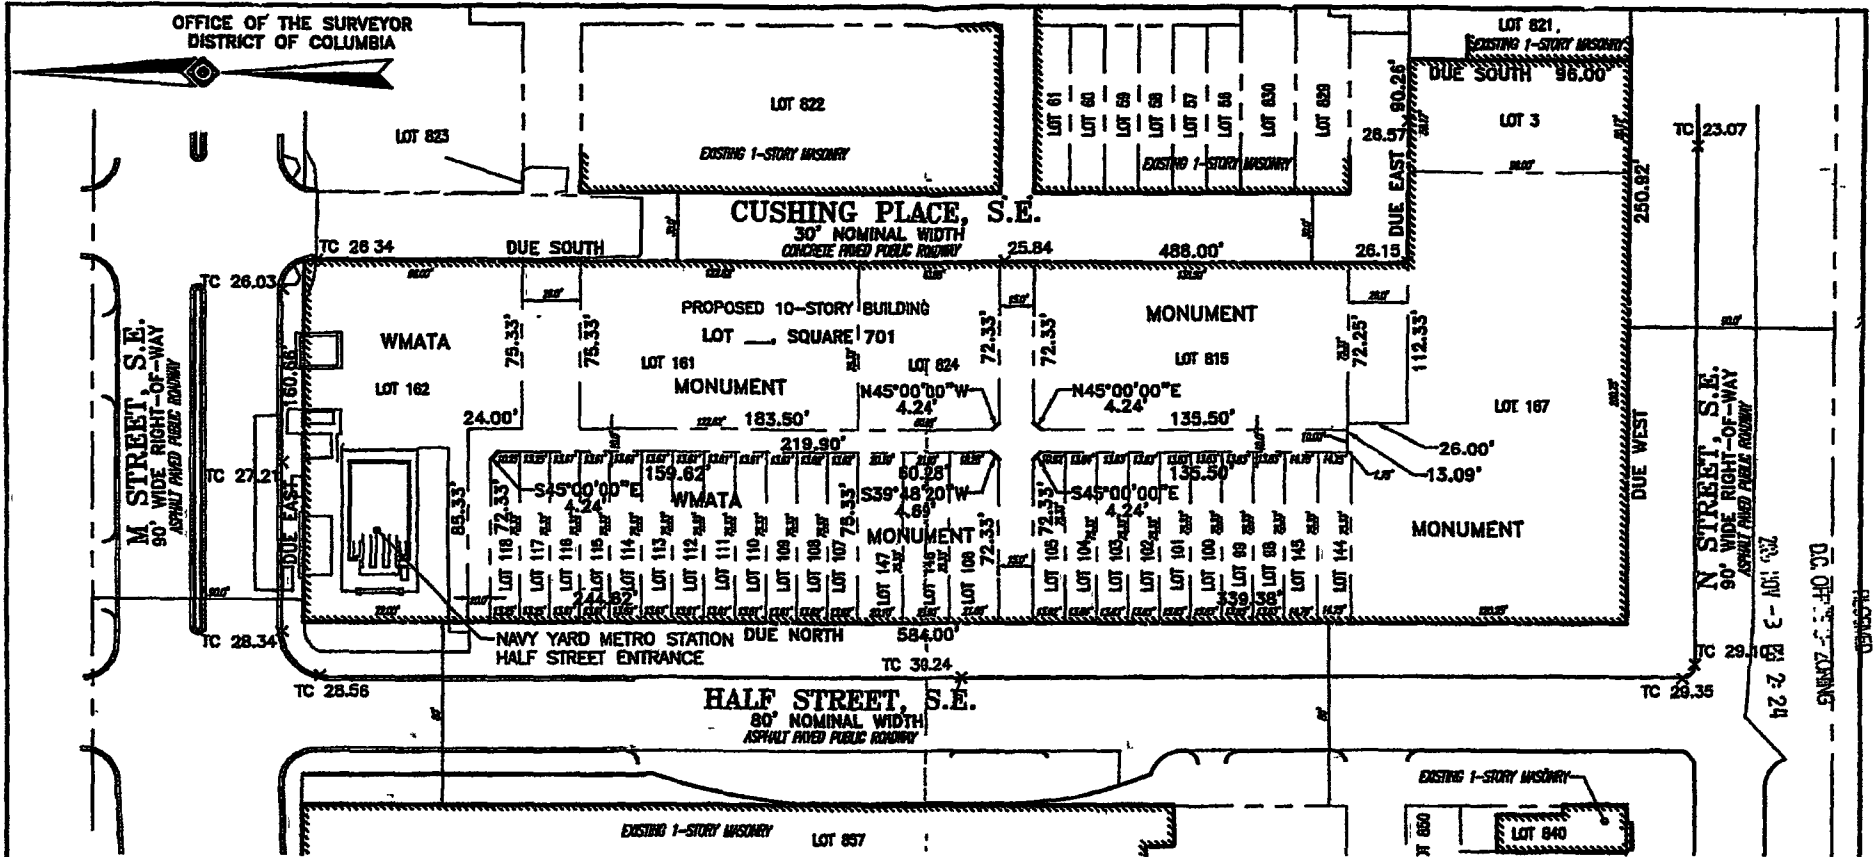 OFFICE OF THE SURVEYOR
DISTRICT OF COLUMBIA
LOT 823
LOT 822
EXISTING 1-STORY MASONRY
LOT 61
LOT 60
LOT 59
LOT 58
LOT 57
LOT 56
LOT 830
LOT 829
EXISTING 1-STORY MASONRY
LOT 821,
EXISTING 1-STORY MASONRY
DUE SOUTH 96.00'
LOT 3
26.57
DUE EAST 90.26'
TC 23.07
250.92'
CUSHING PLACE, S.E.
30' NOMINAL WIDTH
CONCRETE PAVED PUBLIC ROADWAY
TC 26.34
DUE SOUTH
25.84
488.00'
26.15
TC 26.03
M STREET, S.E.
90' WIDE RIGHT-OF-WAY
ASPHALT PAVED PUBLIC ROADWAY
160.66'
DUE EAST
TC 27.21
TC 28.34
WMATA
LOT 162
75.33'
75.33'
PROPOSED 10-STORY BUILDING
LOT ___, SQUARE 701
LOT 161
LOT 824
MONUMENT
72.33'
72.33'
MONUMENT
LOT 815
72.25'
112.33'
N45°00'00"W
4.24'
N45°00'00"E
4.24'
24.00'
183.50'
135.50'
LOT 167
26.00'
13.09'
219.90'
159.62'
60.28'
135.50'
S45°00'00"E
4.24'
WMATA
S39°48'20"W
4.69'
S45°00'00"E
4.24'
85.33'
72.33'
75.33'
MONUMENT
72.33'
72.33'
MONUMENT
DUE WEST
LOT 118
LOT 117
LOT 116
LOT 115
LOT 114
LOT 113
LOT 112
LOT 111
LOT 110
LOT 109
LOT 108
LOT 107
LOT 147
LOT 146
LOT 106
LOT 105
LOT 104
LOT 103
LOT 102
LOT 101
LOT 100
LOT 99
LOT 98
LOT 145
LOT 144
244.62'
339.38'
NAVY YARD METRO STATION
HALF STREET ENTRANCE
DUE NORTH 584.00'
N STREET, S.E.
90' WIDE RIGHT-OF-WAY
ASPHALT PAVED PUBLIC ROADWAY
TC 28.56
TC 30.24
TC 29.10
TC 29.35
HALF STREET, S.E.
80' NOMINAL WIDTH
ASPHALT PAVED PUBLIC ROADWAY
EXISTING 1-STORY MASONRY
LOT 857
EXISTING 1-STORY MASONRY
LOT 840
RECEIVED
D.C. OFFICE OF ZONING